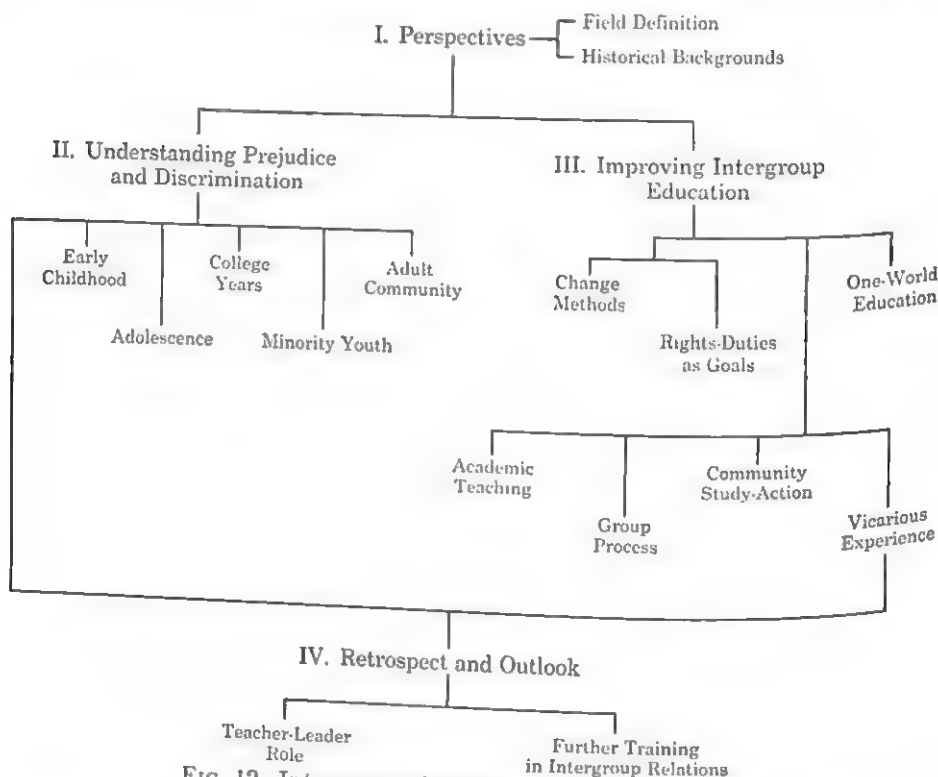 I. Perspectives
Field Definition
Historical Backgrounds
II. Understanding Prejudice
and Discrimination
III. Improving Intergroup
Education
Early
Childhood
Adolescence
College
Years
Minority Youth
Adult
Community
Change
Methods
Rights-Duties
as Goals
One-World
Education
Academic
Teaching
Group
Process
Community
Study-Action
Vicarious
Experience
IV. Retrospect and Outlook
Teacher-Leader
Role
Further Training
in Intergroup Relations
FIG. 12.